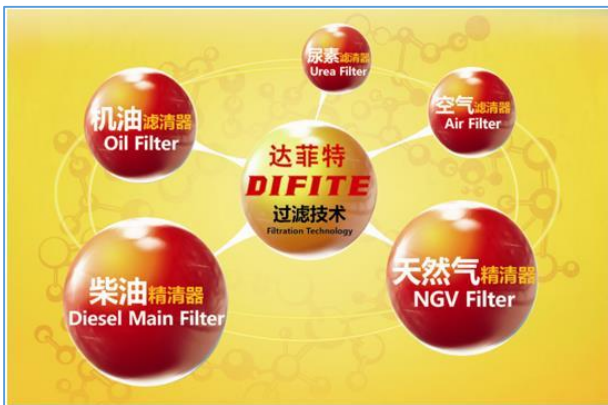 尿素滤清器
Urea Filter
机油滤清器
Oil Filter
空气滤清器
Air Filter
达菲特
DIFITE
过滤技术
Filtration Technology
柴油精清器
Diesel Main Filter
天然气精清器
NGV Filter